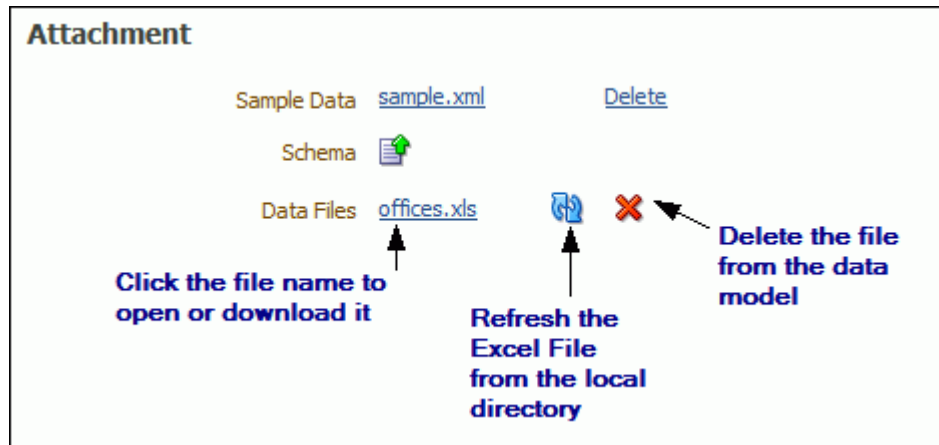 Attachment
Sample Data sample.xml Delete
Schema
Data Files offices.xls
Click the file name to
open or download it
Refresh the
Excel File
from the local
directory
Delete the file
from the data
model